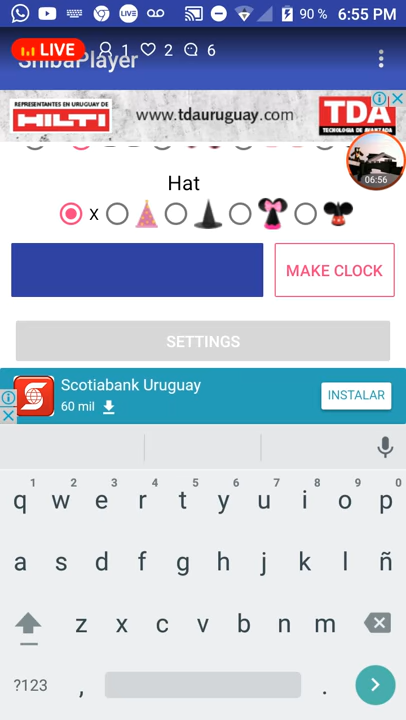 90 % 6:55 PM
LIVE 1 2 6
ShibaPlayer
REPRESENTANTES EN URUGUAY DE
HILTI
www.tdauruguay.com
TDA
TECNOLOGIA DE AVANZADA
06:56
Hat
x
MAKE CLOCK
SETTINGS
Scotiabank Uruguay
60 mil
INSTALAR
1 2 3 4 5 6 7 8 9 0
q w e r t y u i o p
a s d f g h j k l ñ
z x c v b n m
?123 , .